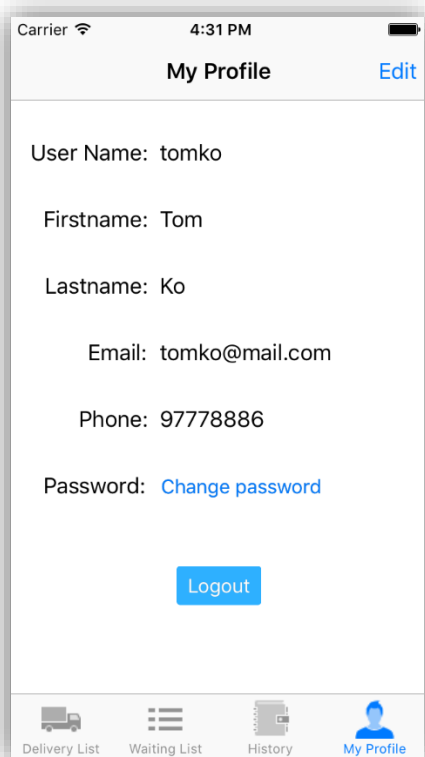 Carrier 4:31 PM
My Profile Edit
User Name: tomko
Firstname: Tom
Lastname: Ko
Email: tomko@mail.com
Phone: 97778886
Password: Change password
Logout
Delivery List Waiting List History My Profile